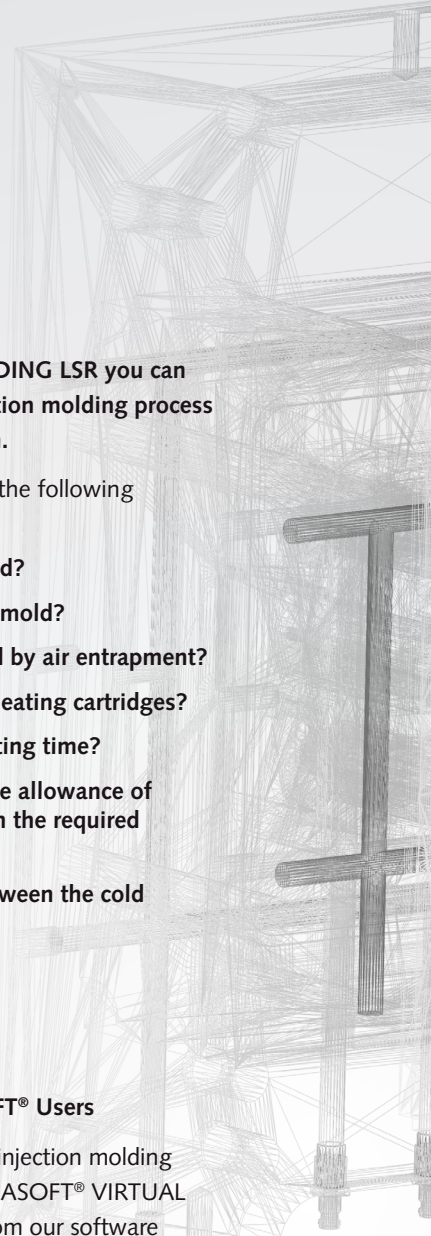 DING LSR you can
tion molding process
the following
d?
mold?
d by air entrapment?
eating cartridges?
ting time?
e allowance of
n the required
ween the cold
FT® Users
injection molding
ASOFT® VIRTUAL
om our software